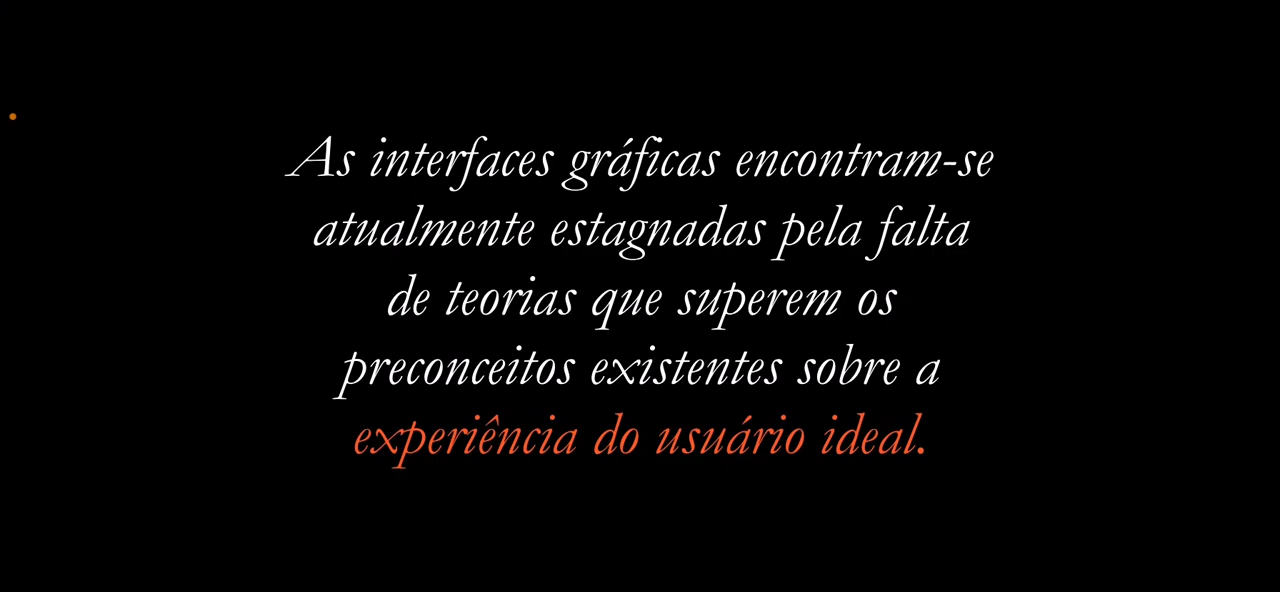 As interfaces gráficas encontram-se
atualmente estagnadas pela falta
de teorias que superem os
preconceitos existentes sobre a
experiência do usuário ideal.